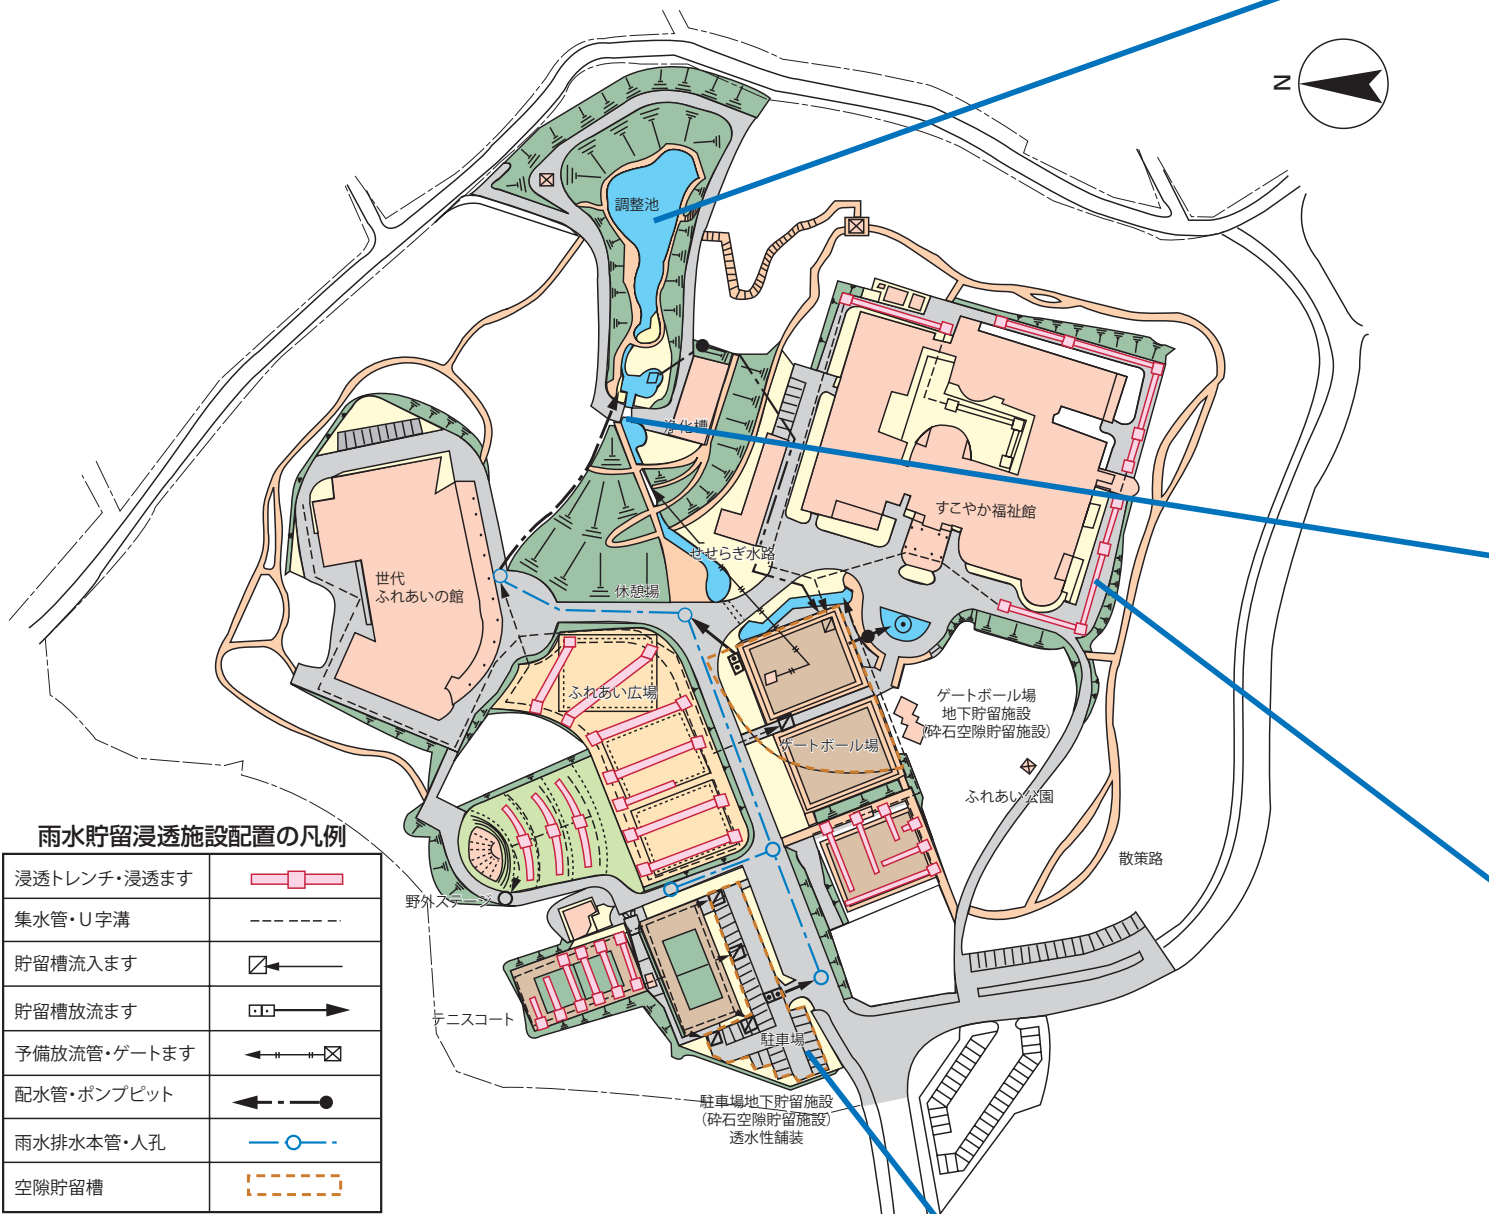 N
調整池
浄化槽
すこやか福祉館
せせらぎ水路
世代
ふれあいの館
休憩場
ふれあい広場
ゲートボール場
地下貯留施設
(砕石空隙貯留施設)
ゲートボール場
ふれあい公園
散策路
野外ステージ
テニスコート
駐車場
駐車場地下貯留施設
(砕石空隙貯留施設)
透水性舗装
雨水貯留浸透施設配置の凡例
浸透トレンチ・浸透ます
集水管・U字溝
貯留槽流入ます
貯留槽放流ます
予備放流管・ゲートます
配水管・ポンプピット
雨水排水本管・人孔
空隙貯留槽